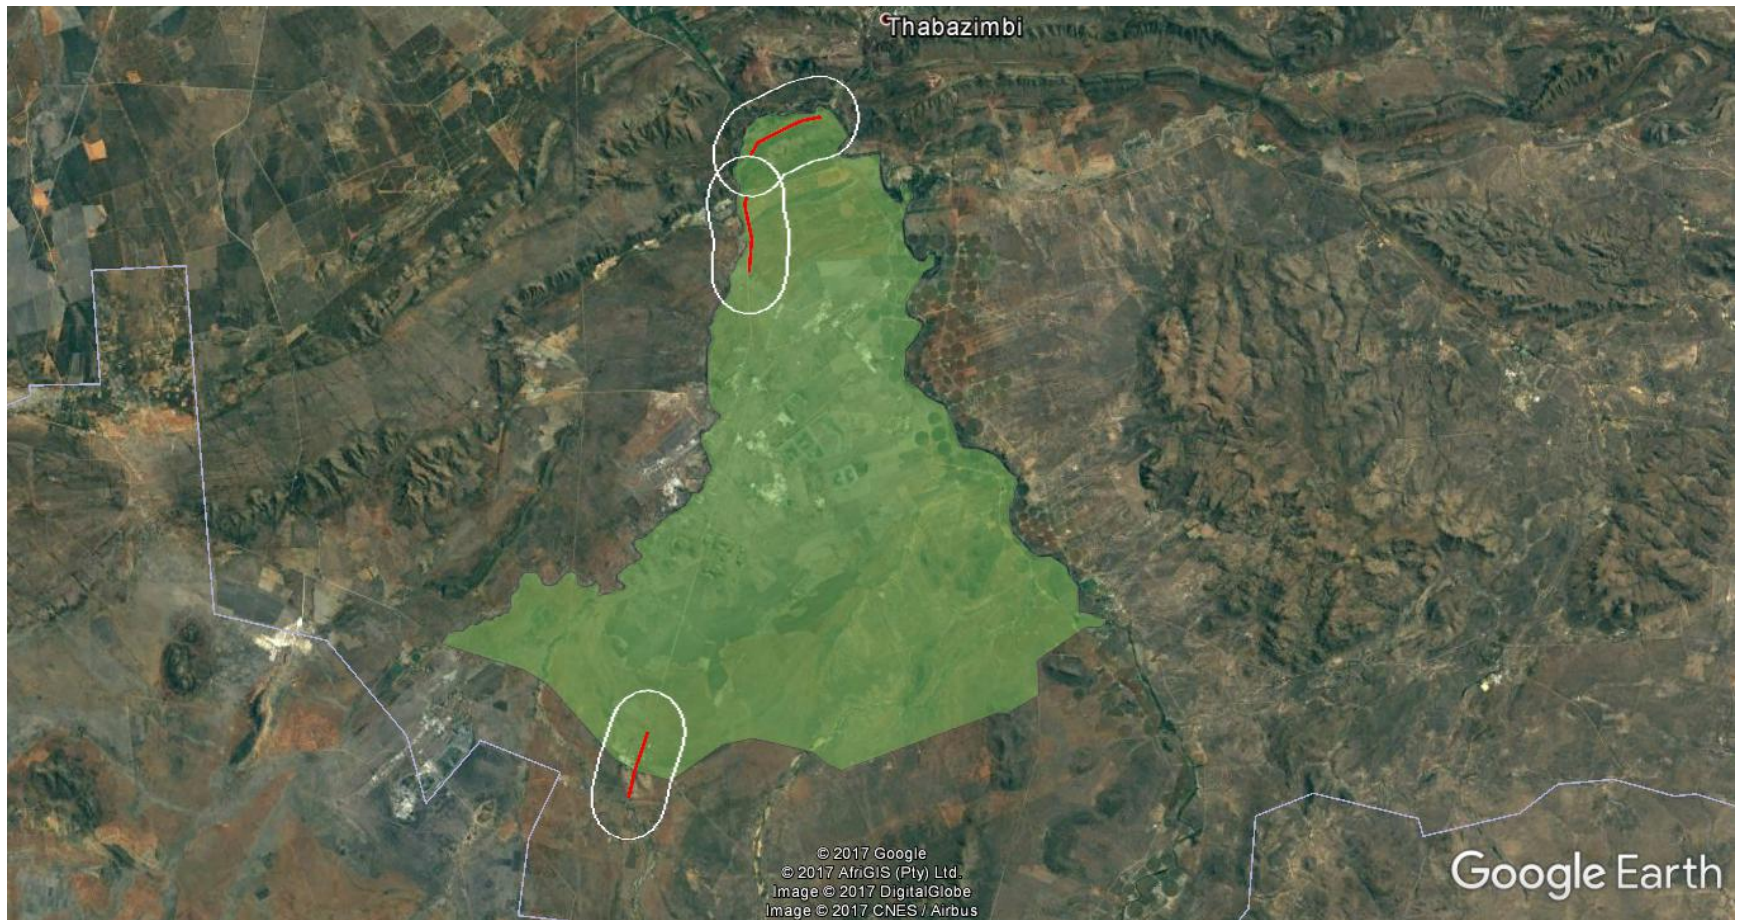 Thabazimbi
© 2017 Google
© 2017 AfriGIS (Pty) Ltd.
Image © 2017 DigitalGlobe
Image © 2017 CNES / Airbus
Google Earth